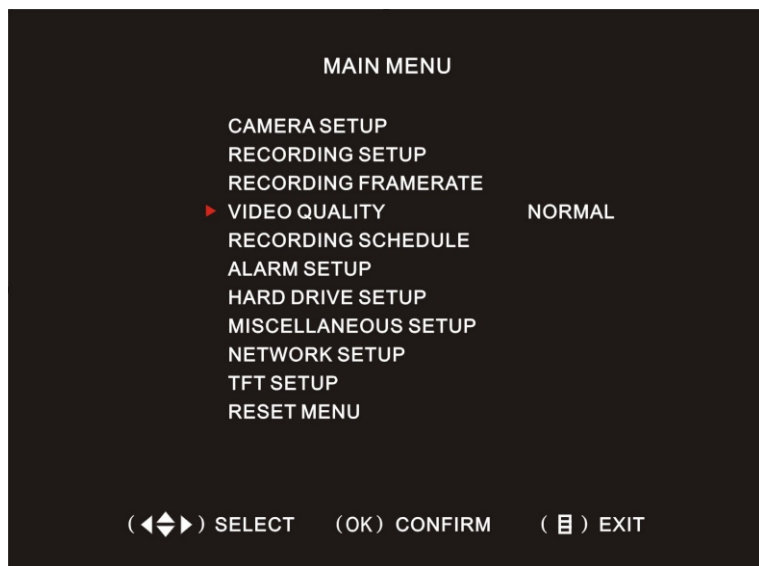 MAIN MENU
CAMERA SETUP
RECORDING SETUP
RECORDING FRAMERATE
VIDEO QUALITY NORMAL
RECORDING SCHEDULE
ALARM SETUP
HARD DRIVE SETUP
MISCELLANEOUS SETUP
NETWORK SETUP
TFT SETUP
RESET MENU
(◀◆▶) SELECT (OK) CONFIRM (目) EXIT